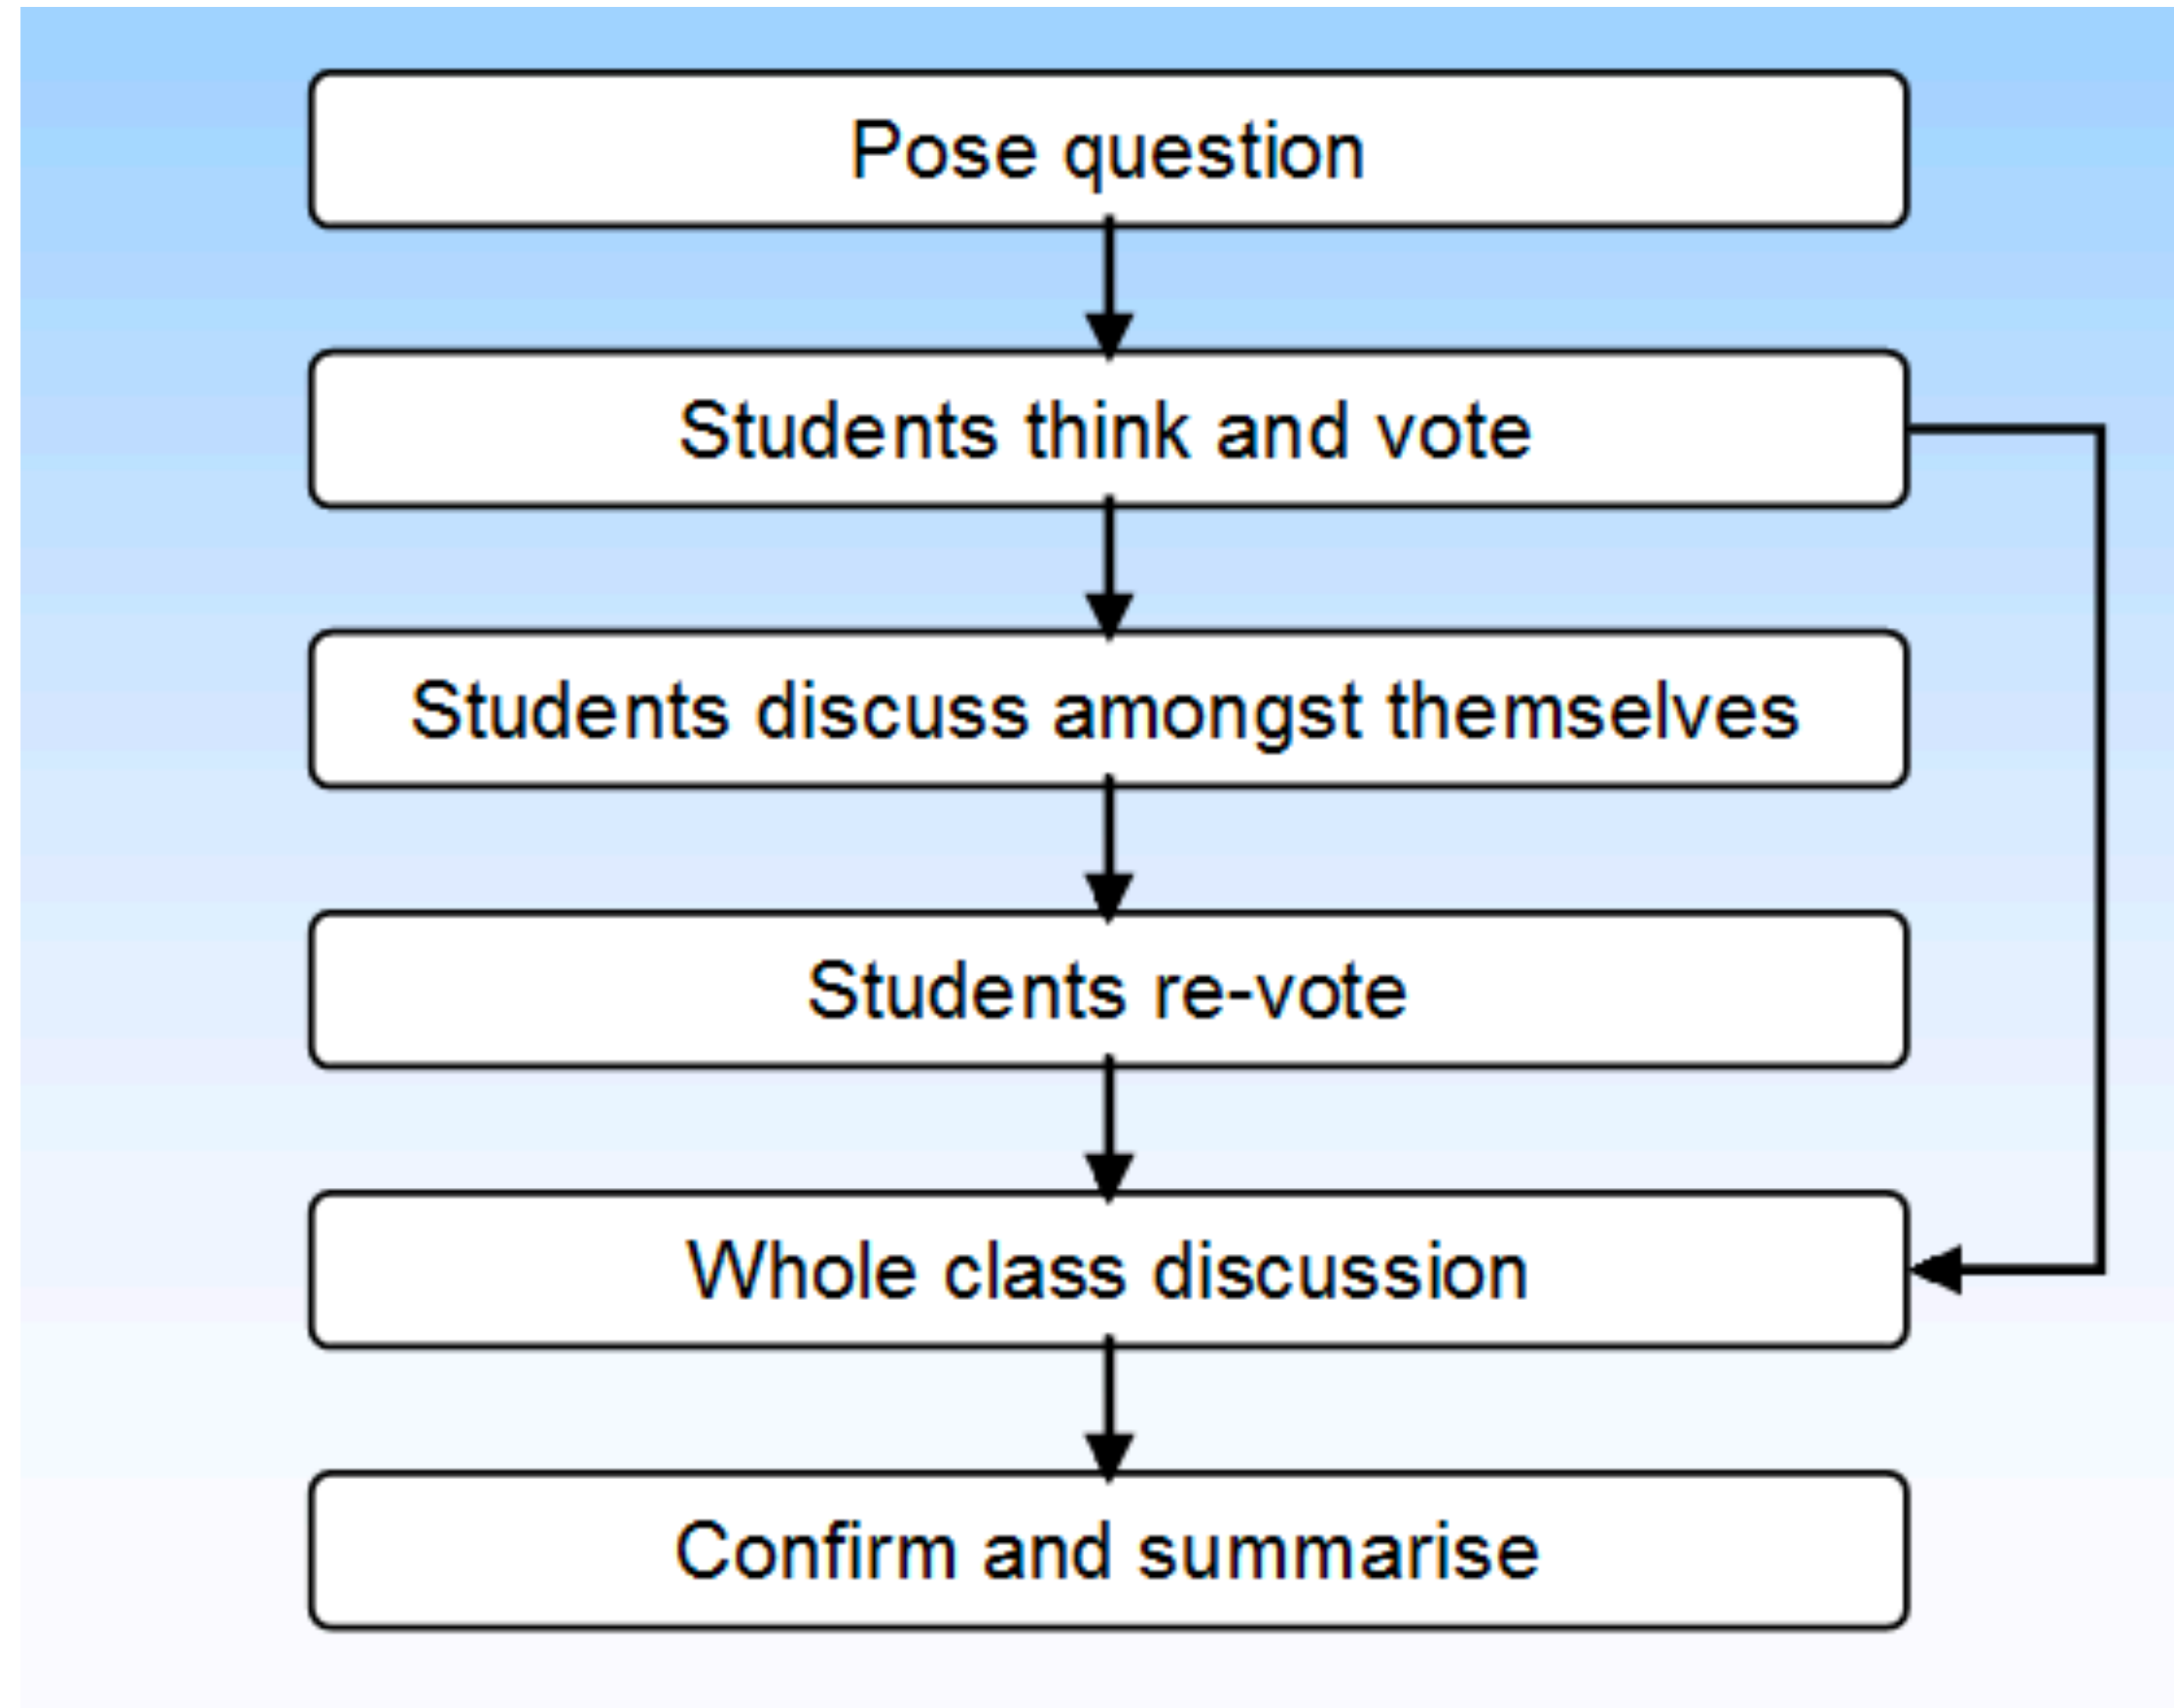 Pose question
Students think and vote
Students discuss amongst themselves
Students re-vote
Whole class discussion
Confirm and summarise